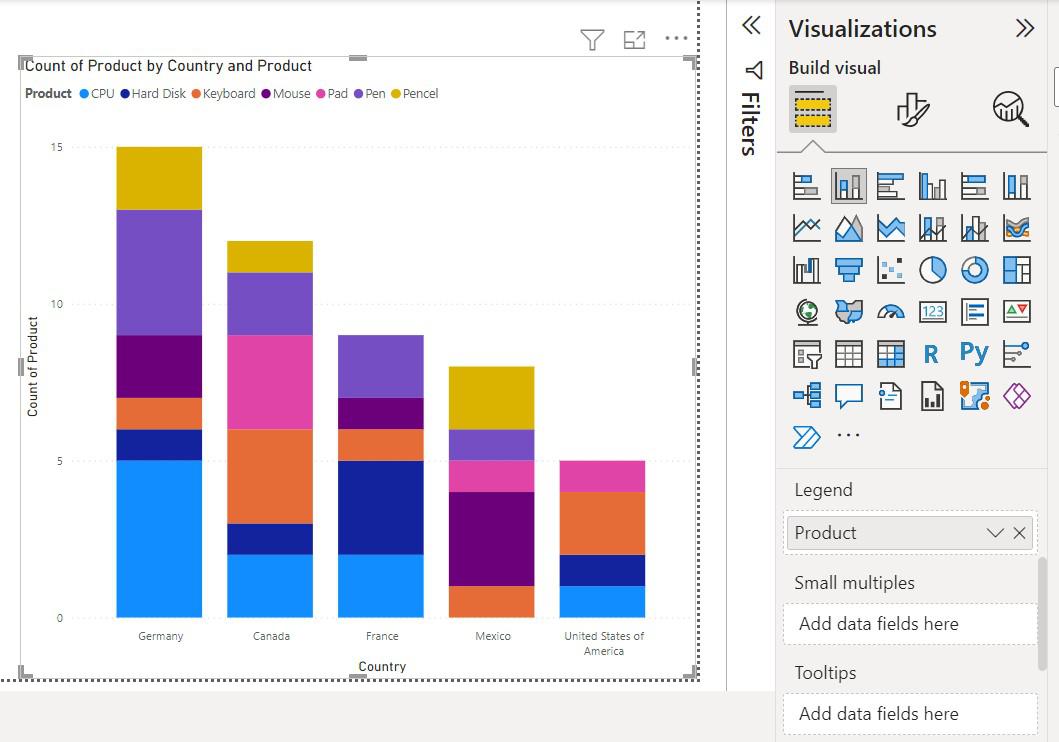 Count of Product by Country and Product
Product CPU Hard Disk Keyboard Mouse Pad Pen Pencel
15
10
5
0
Count of Product
Germany
Canada
France
Mexico
United States of
America
Country
Filters
Visualizations
Build visual
123
R
Py
Legend
Product
Small multiples
Add data fields here
Tooltips
Add data fields here